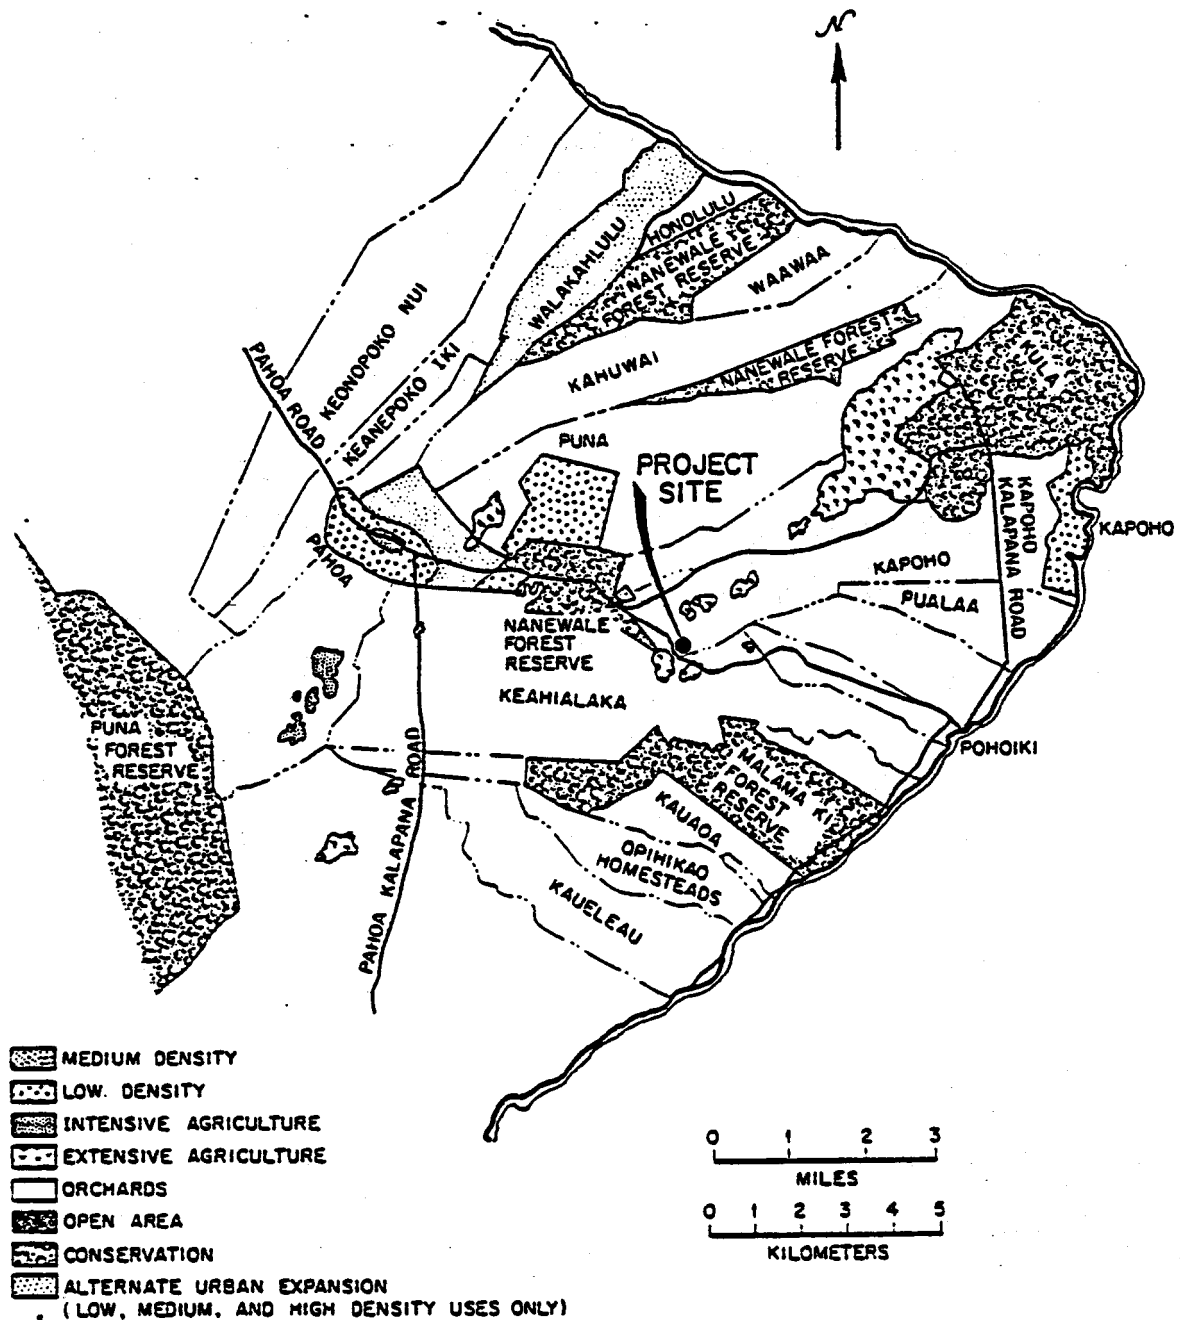 N
HONOLULU
NANEWALE
FOREST RESERVE
WALAKAHLULU
WAAWAA
KEONOPOKO NUI
PAHOA ROAD
KEANEPOKO IKI
KAHUWAI
NANEWALE FOREST
RESERVE
KULA
PUNA
PROJECT
SITE
KAPOHO
KALAPANA ROAD
KAPOHO
PAHOA
KAPOHO
PUALAA
NANEWALE
FOREST
RESERVE
KEAHIALAKA
PUNA
FOREST
RESERVE
POHOIKI
MALAMA KI
FOREST
RESERVE
KAUAOA
OPIHIKAO
HOMESTEADS
KAUELEAU
PAHOA KALAPANA ROAD
MEDIUM DENSITY
LOW. DENSITY
INTENSIVE AGRICULTURE
EXTENSIVE AGRICULTURE
ORCHARDS
OPEN AREA
CONSERVATION
ALTERNATE URBAN EXPANSION
(LOW, MEDIUM, AND HIGH DENSITY USES ONLY)
0 1 2 3
MILES
0 1 2 3 4 5
KILOMETERS